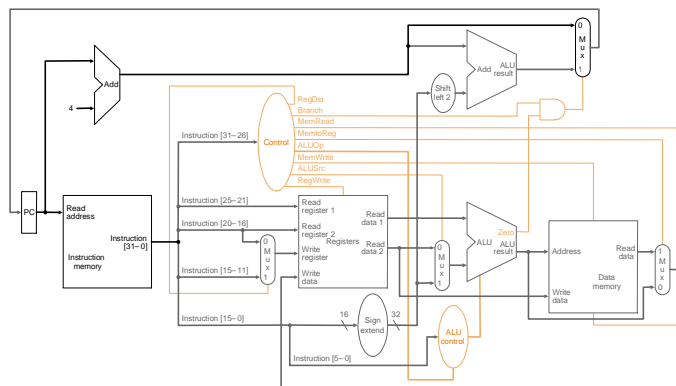 0
M
u
x
1
Add
4
Add
ALU
result
Shift
left 2
RegDst
Branch
MemRead
MemtoReg
ALUOp
MemWrite
ALUSrc
RegWrite
Instruction [31–26]
Control
PC
Read
address
Instruction
[31–0]
Instruction
memory
Instruction [25–21]
Instruction [20–16]
Instruction [15–11]
0
M
u
x
1
Read
register 1
Read
register 2
Write
register
Write
data
Registers
Read
data 1
Read
data 2
0
M
u
x
1
Zero
ALU
ALU
result
Address
Write
data
Read
data
Data
memory
1
M
u
x
0
Instruction [15–0]
16
Sign
extend
32
ALU
control
Instruction [5–0]